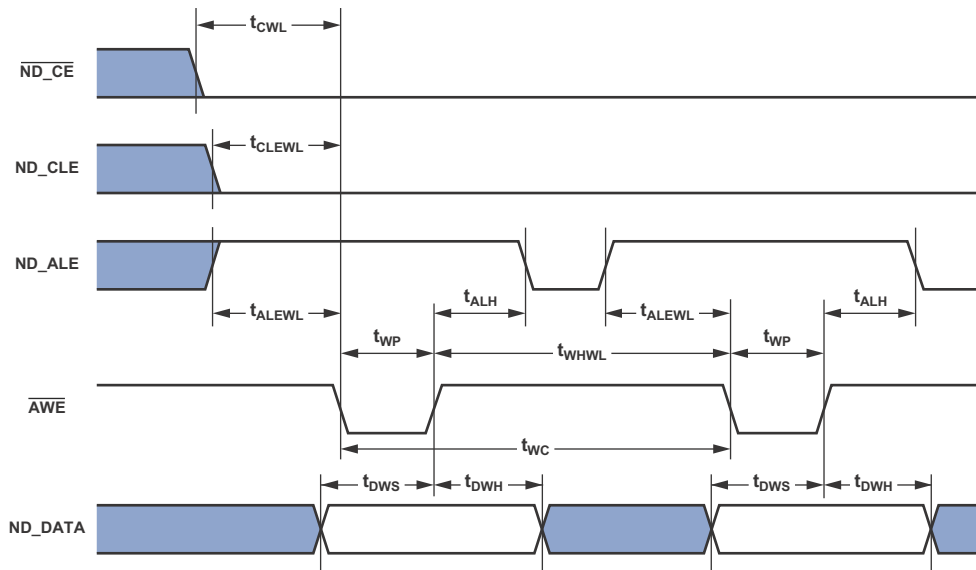 tCWL
ND_CE
tCLEWL
ND_CLE
ND_ALE
tALEWL
tALH
tALEWL
tALH
tWP
tWHWL
tWP
AWE
tWC
tDWS
tDWH
tDWS
tDWH
ND_DATA